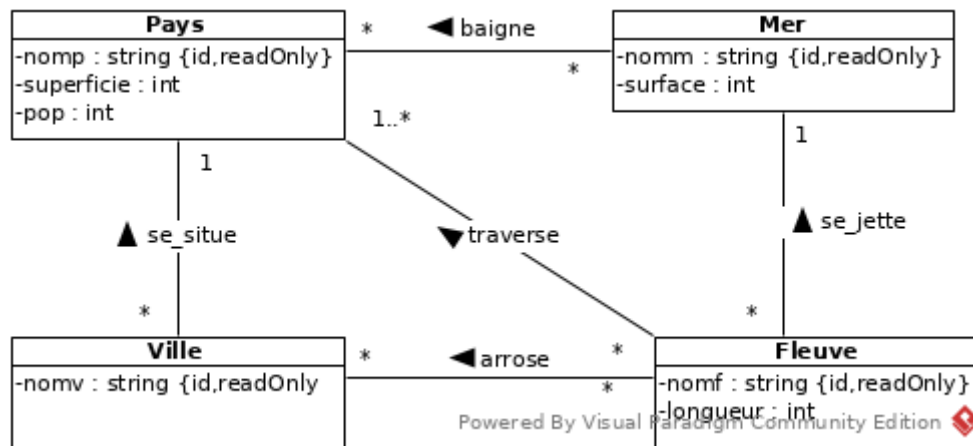 Pays
-nomp : string {id,readOnly}
-superficie : int
-pop : int
* baigne *
Mer
-nomm : string {id,readOnly}
-surface : int
1..*
1
1
se_situe
traverse
se_jette
*
*
Ville
-nomv : string {id,readOnly
* arrose *
*
Fleuve
-nomf : string {id,readOnly}
-longueur : int
Powered By Visual Paradigm Community Edition